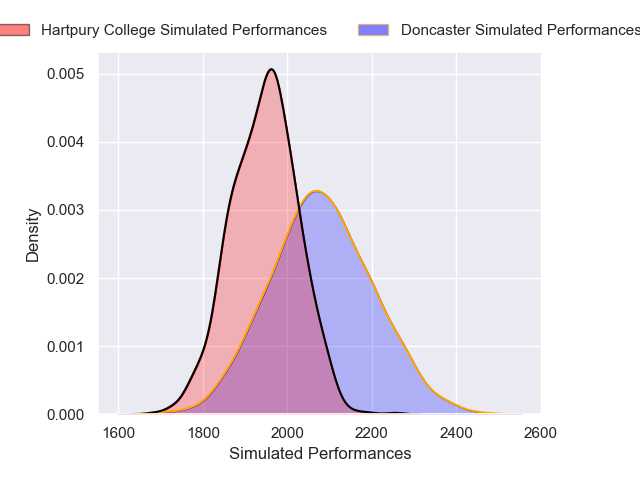 Hartpury College Simulated Performances
Doncaster Simulated Performances
0.005
0.004
0.003
0.002
0.001
0.000
Density
1600 1800 2000 2200 2400 2600
Simulated Performances